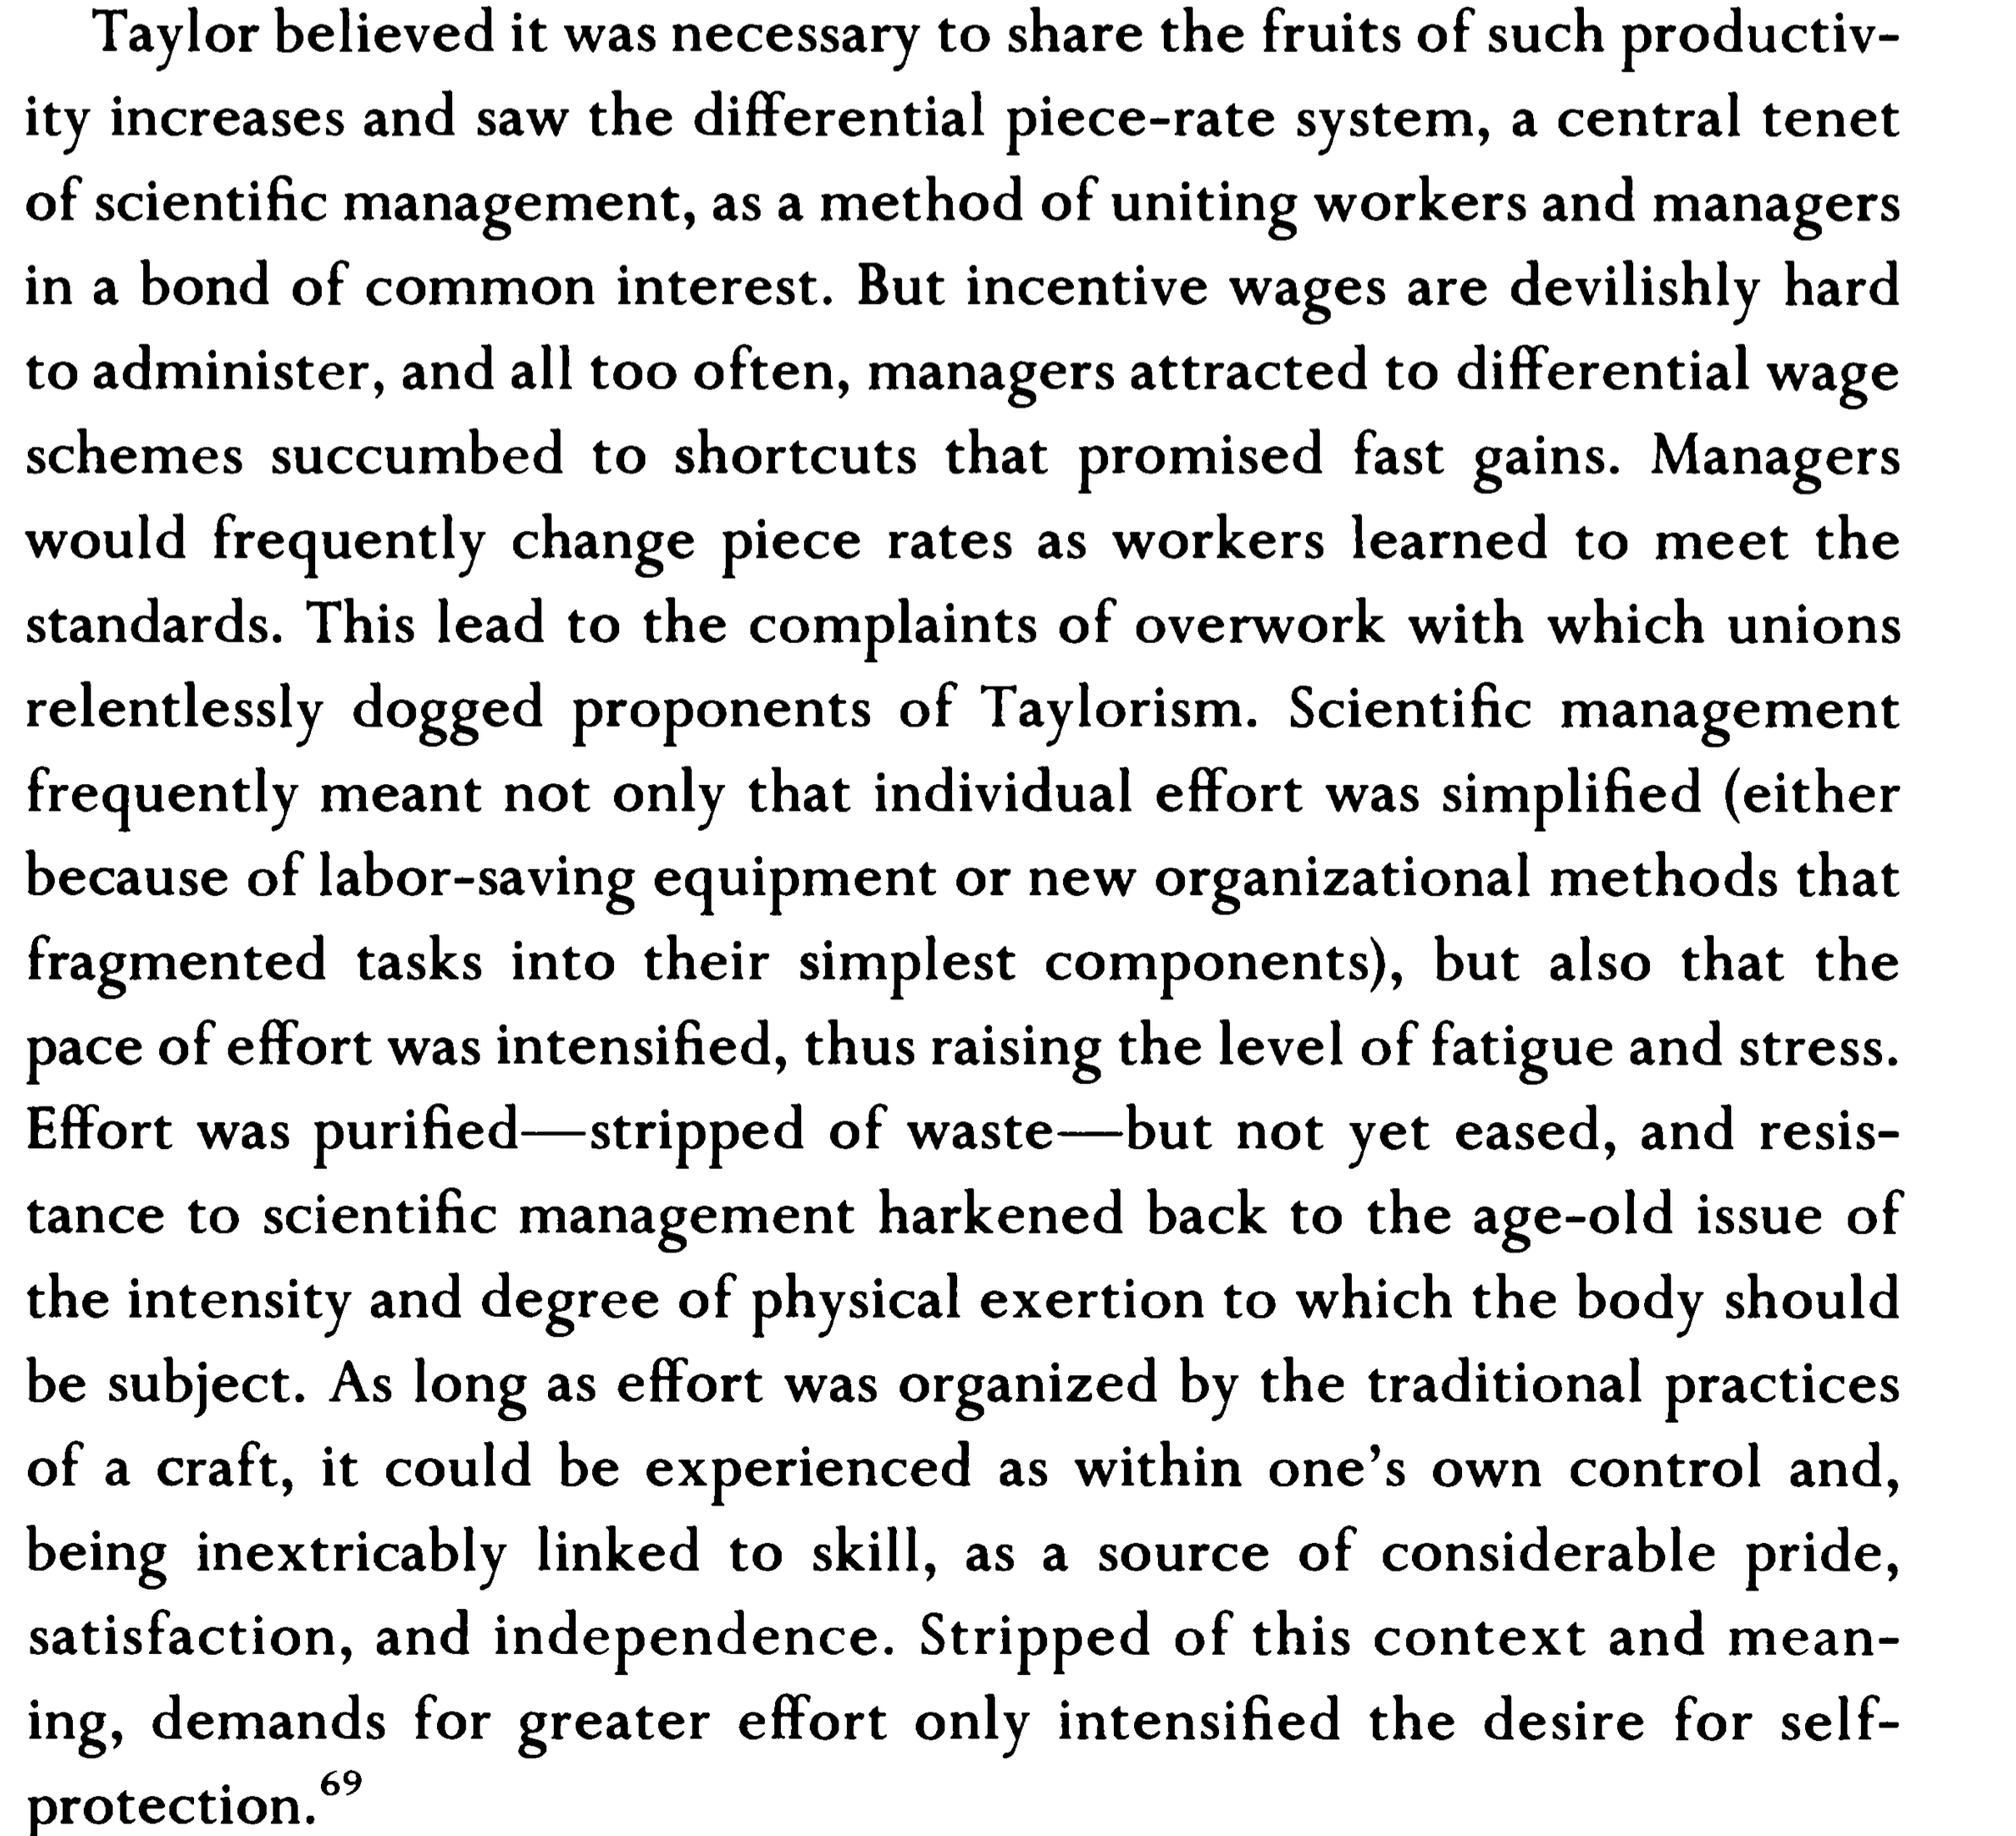 Taylor believed it was necessary to share the fruits of such productiv-
ity increases and saw the differential piece-rate system, a central tenet
of scientific management, as a method of uniting workers and managers
in a bond of common interest. But incentive wages are devilishly hard
to administer, and all too often, managers attracted to differential wage
schemes succumbed to shortcuts that promised fast gains. Managers
would frequently change piece rates as workers learned to meet the
standards. This lead to the complaints of overwork with which unions
relentlessly dogged proponents of Taylorism. Scientific management
frequently meant not only that individual effort was simplified (either
because of labor-saving equipment or new organizational methods that
fragmented tasks into their simplest components), but also that the
pace of effort was intensified, thus raising the level of fatigue and stress.
Effort was purified—stripped of waste—but not yet eased, and resis-
tance to scientific management harkened back to the age-old issue of
the intensity and degree of physical exertion to which the body should
be subject. As long as effort was organized by the traditional practices
of a craft, it could be experienced as within one's own control and,
being inextricably linked to skill, as a source of considerable pride,
satisfaction, and independence. Stripped of this context and mean-
ing, demands for greater effort only intensified the desire for self-
protection.69